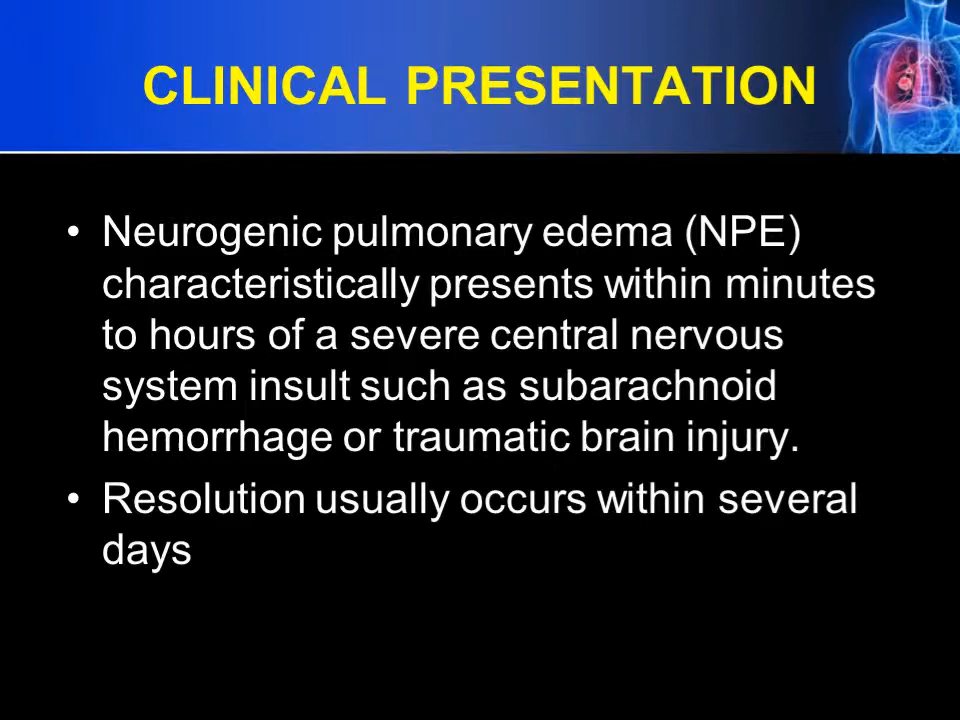 CLINICAL PRESENTATION
• Neurogenic pulmonary edema (NPE)
characteristically presents within minutes
to hours of a severe central nervous
system insult such as subarachnoid
hemorrhage or traumatic brain injury.
• Resolution usually occurs within several
days